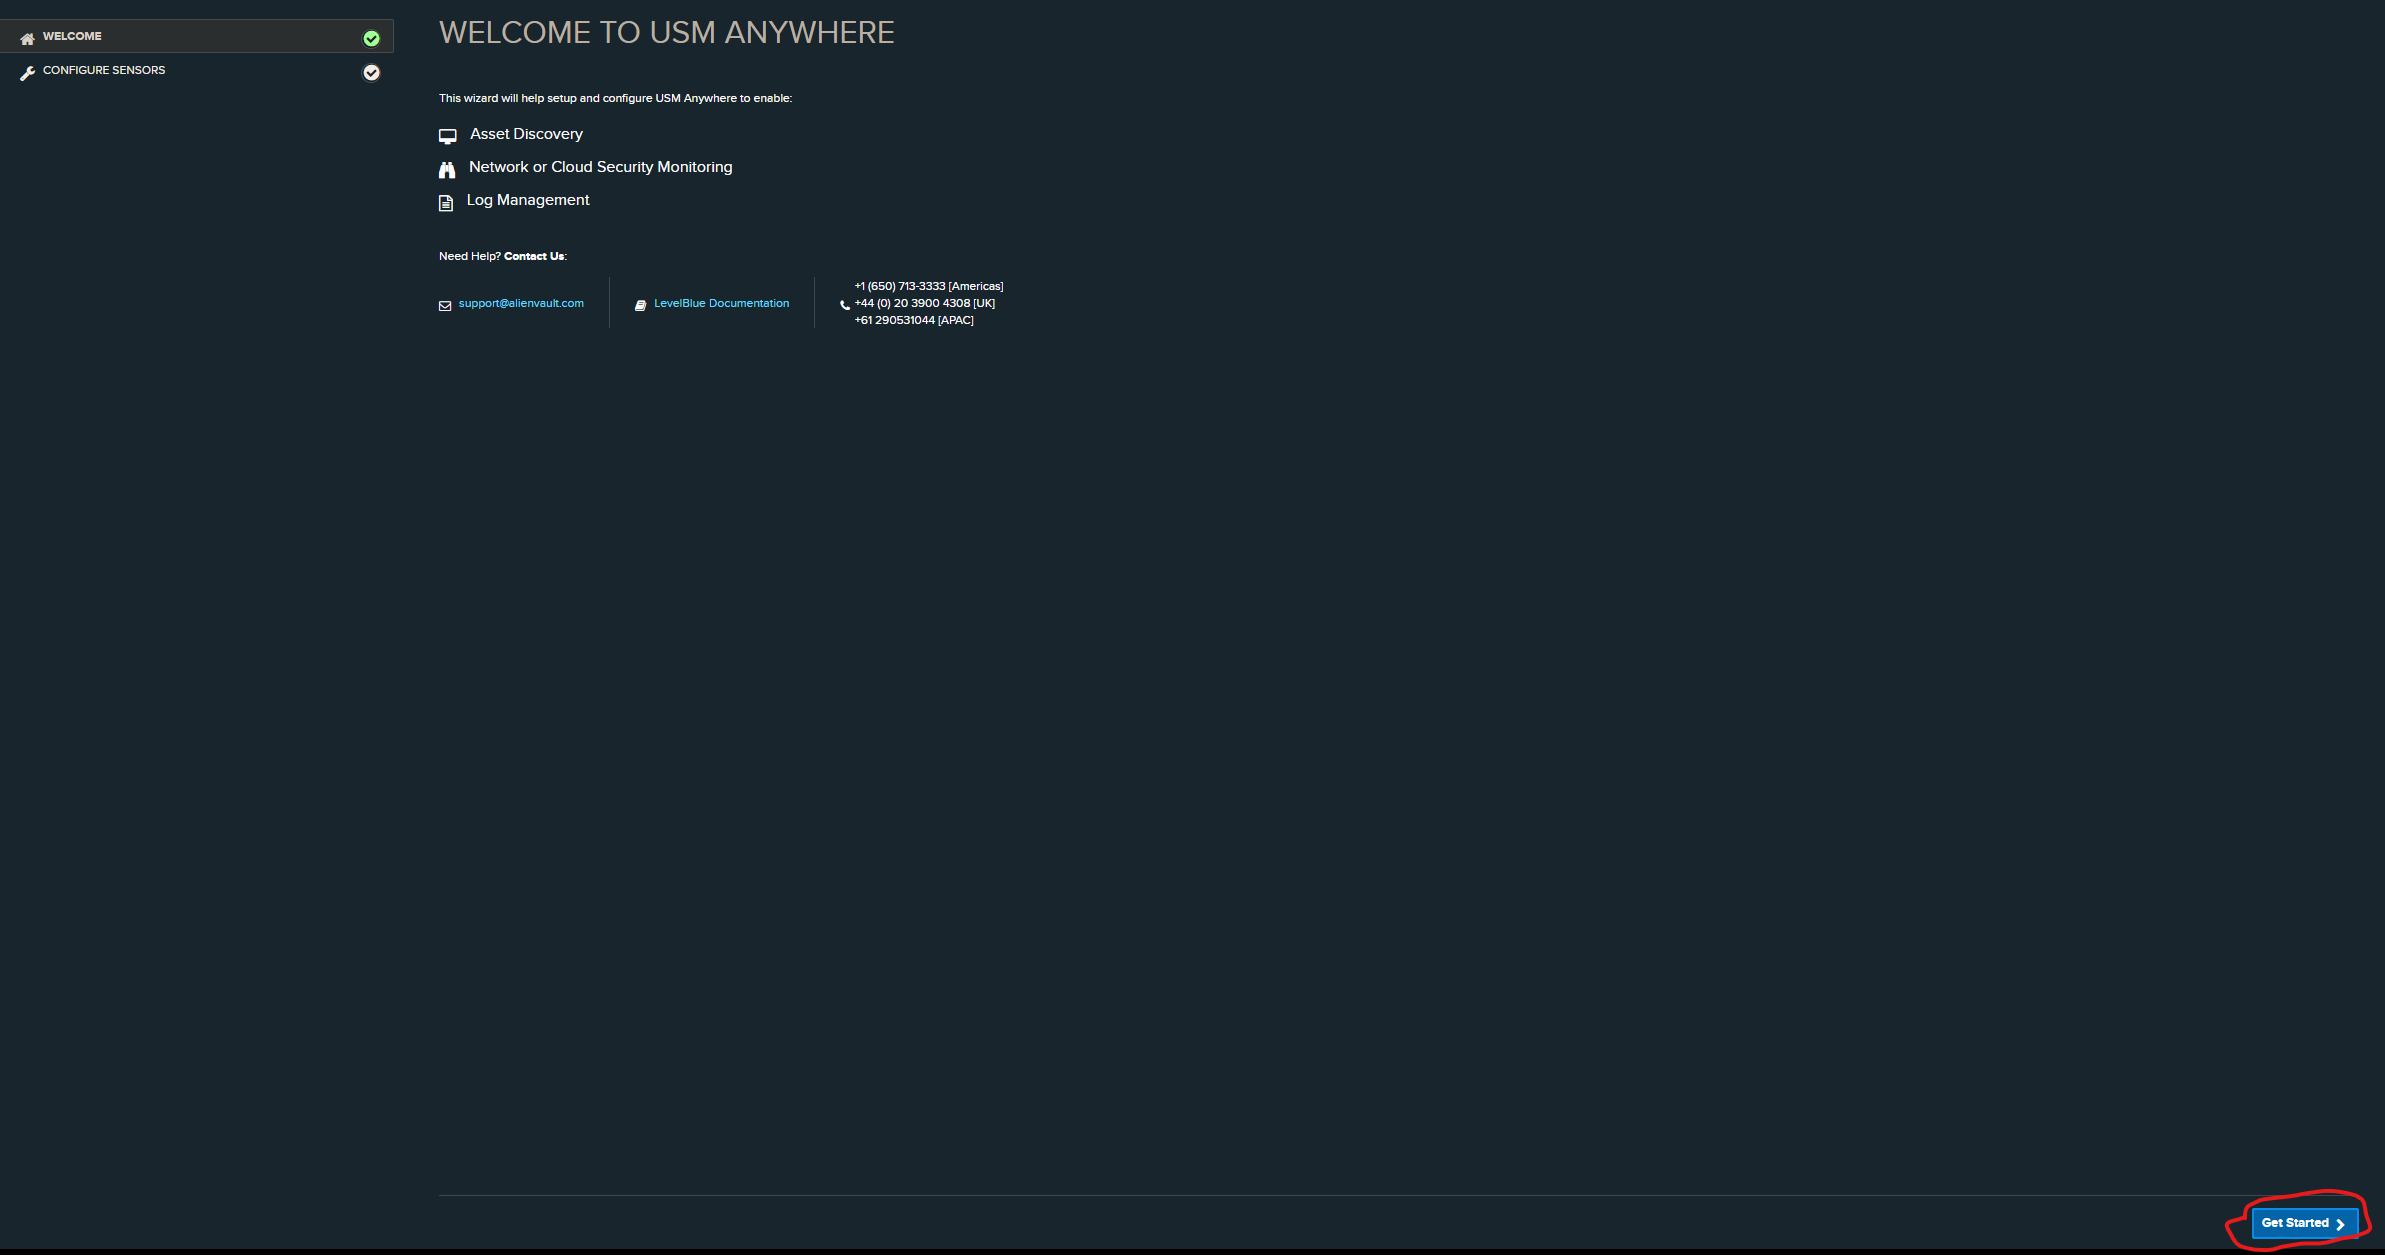 WELCOME
CONFIGURE SENSORS
WELCOME TO USM ANYWHERE
This wizard will help setup and configure USM Anywhere to enable:
Asset Discovery
Network or Cloud Security Monitoring
Log Management
Need Help? Contact Us:
support@alienvault.com
LevelBlue Documentation
+1 (650) 713-3333 [Americas]
+44 (0) 20 3900 4308 [UK]
+61 290531044 [APAC]
Get Started